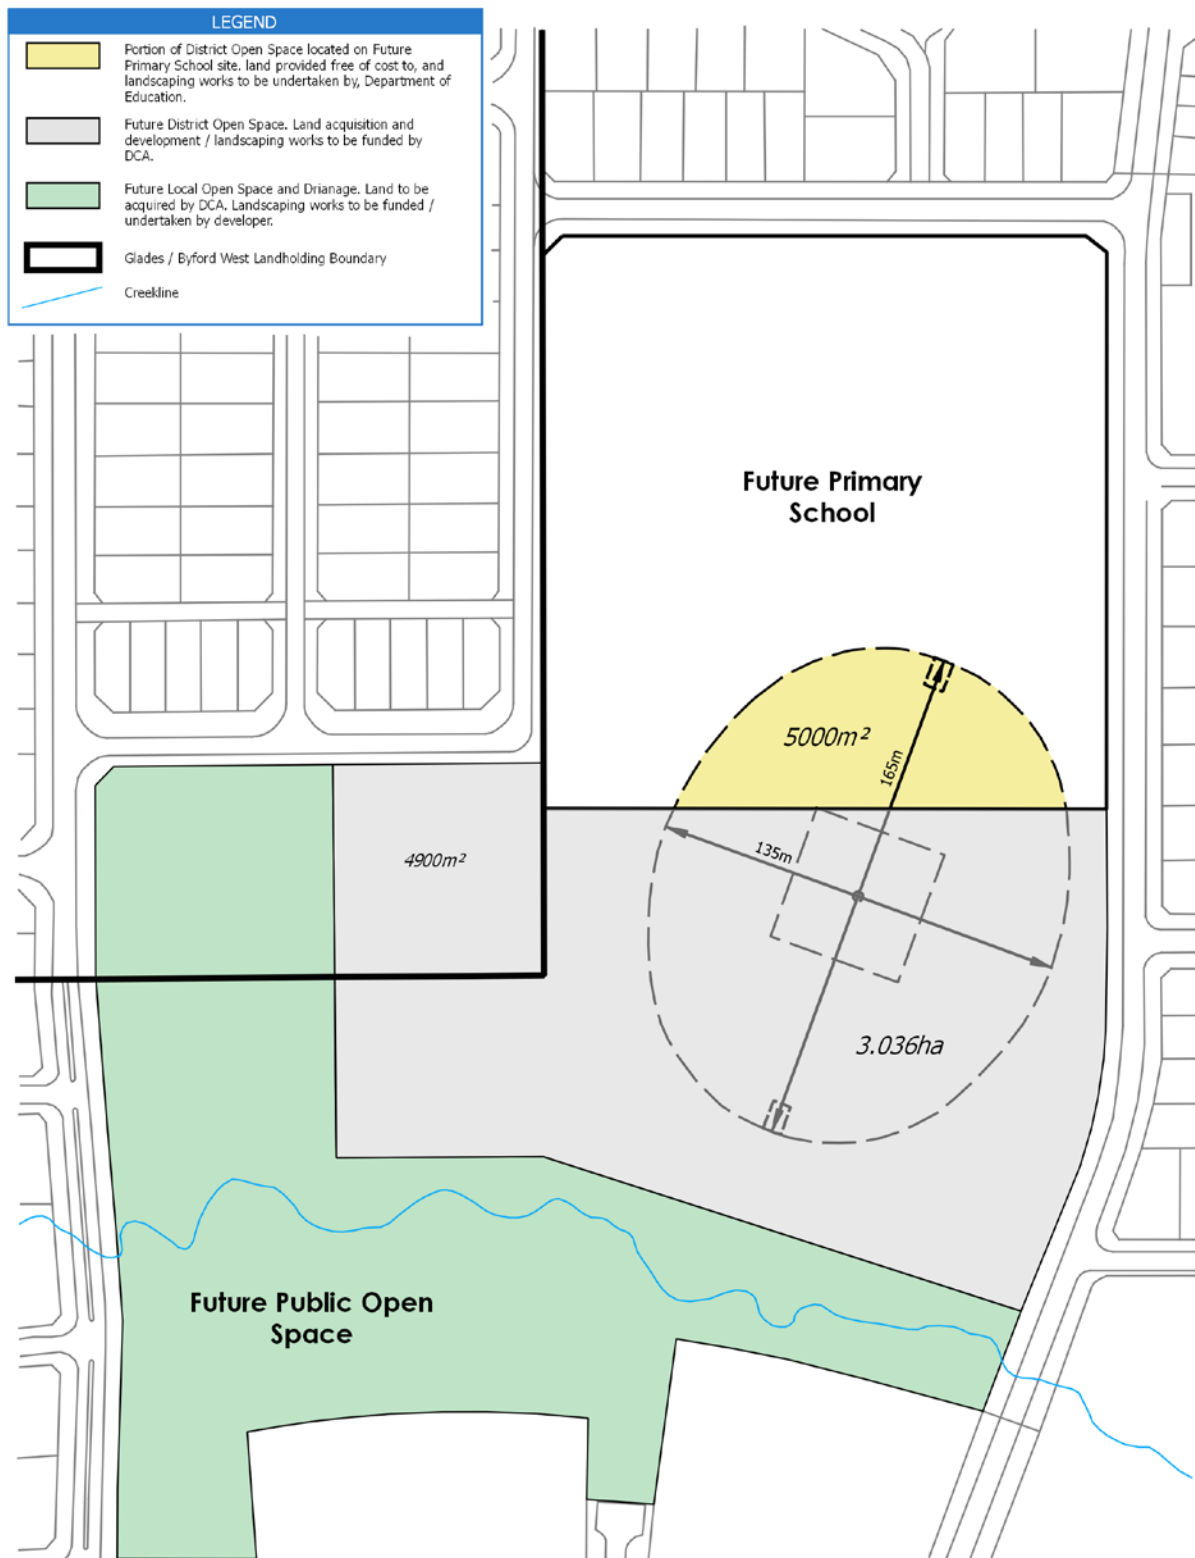 LEGEND
Portion of District Open Space located on Future
Primary School site. land provided free of cost to, and
landscaping works to be undertaken by, Department of
Education.
Future District Open Space. Land acquisition and
development / landscaping works to be funded by
DCA.
Future Local Open Space and Drianage. Land to be
acquired by DCA. Landscaping works to be funded /
undertaken by developer.
Glades / Byford West Landholding Boundary
Creekline
Future Primary
School
5000m²
165m
135m
4900m²
3.036ha
Future Public Open
Space